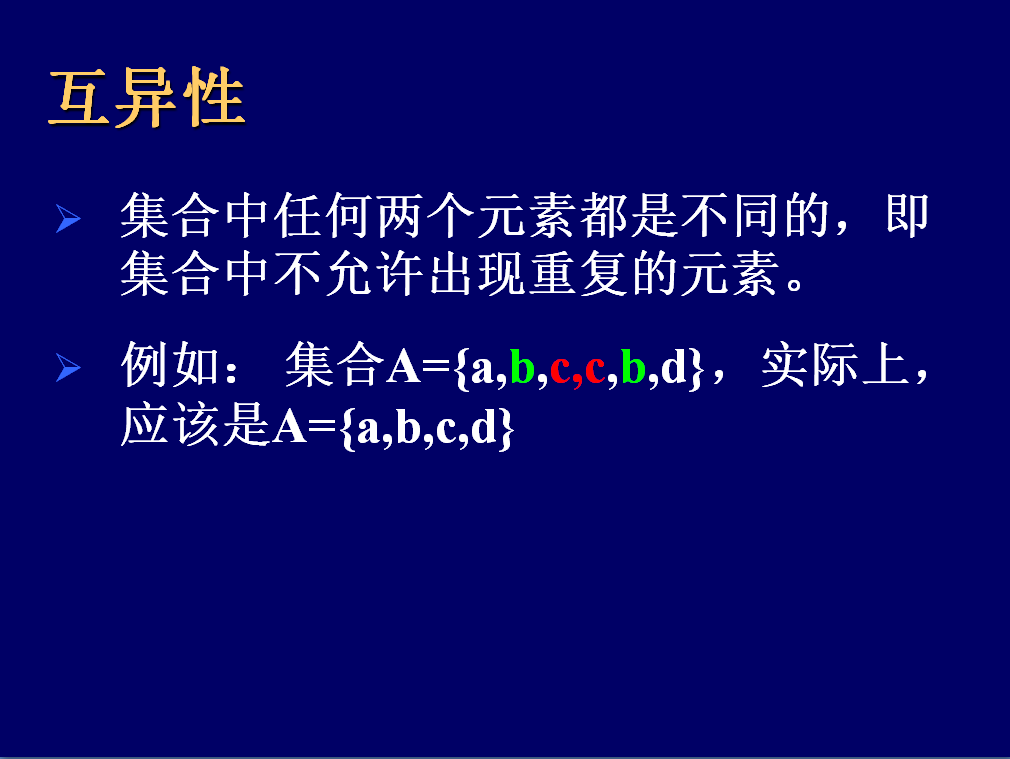 互异性
集合中任何两个元素都是不同的，即
集合中不允许出现重复的元素。
例如： 集合A={a,b,c,c,b,d}，实际上，
应该是A={a,b,c,d}